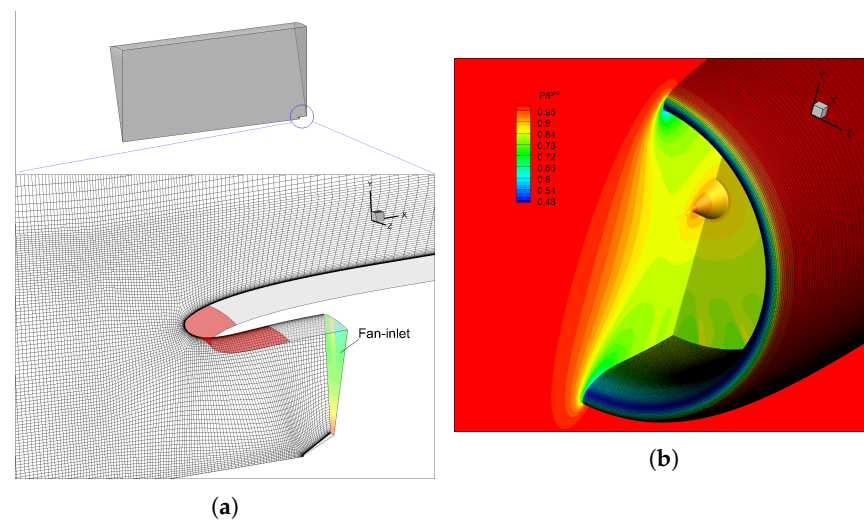 Y
X
Z
Fan-inlet
(a)
P/P∞
0.96
0.9
0.84
0.78
0.72
0.66
0.6
0.54
0.48
Y
X
Z
(b)